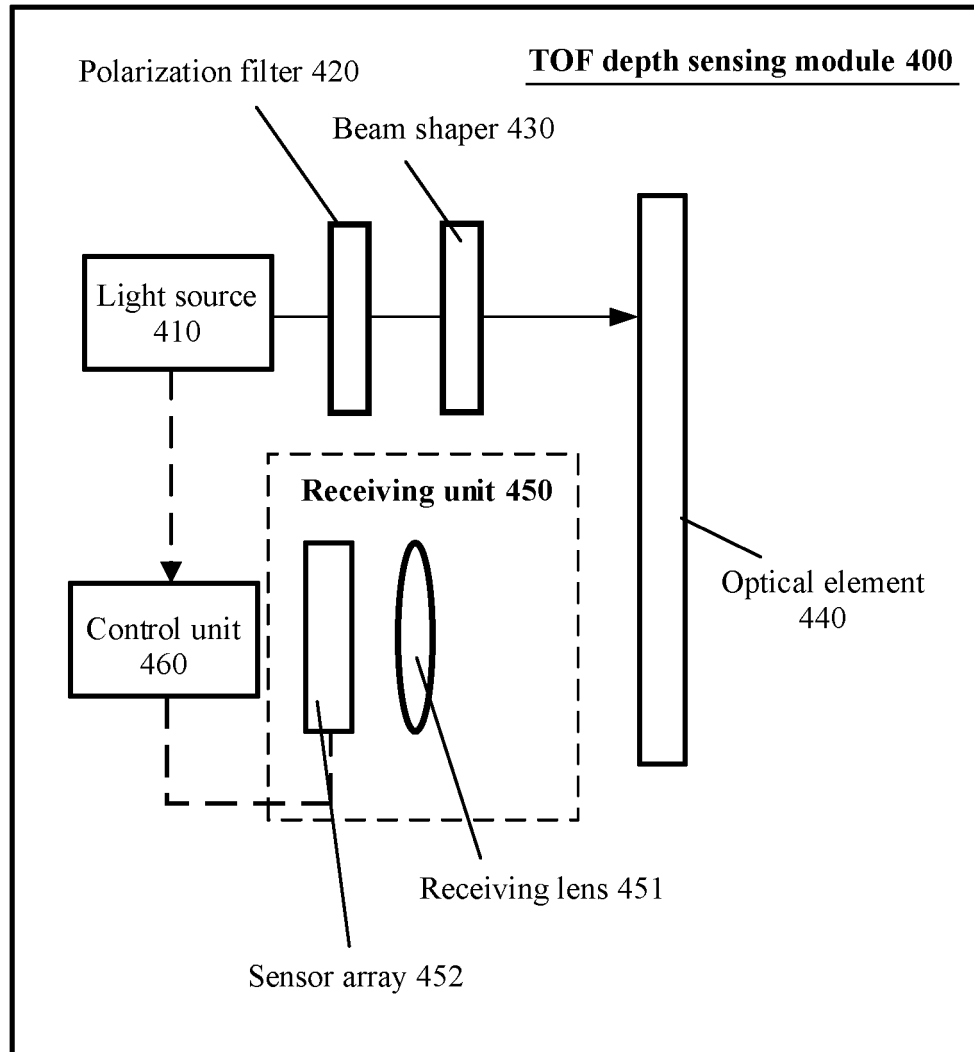 Polarization filter 420
TOF depth sensing module 400
Beam shaper 430
Light source
410
Receiving unit 450
Control unit
460
Optical element
440
Receiving lens 451
Sensor array 452